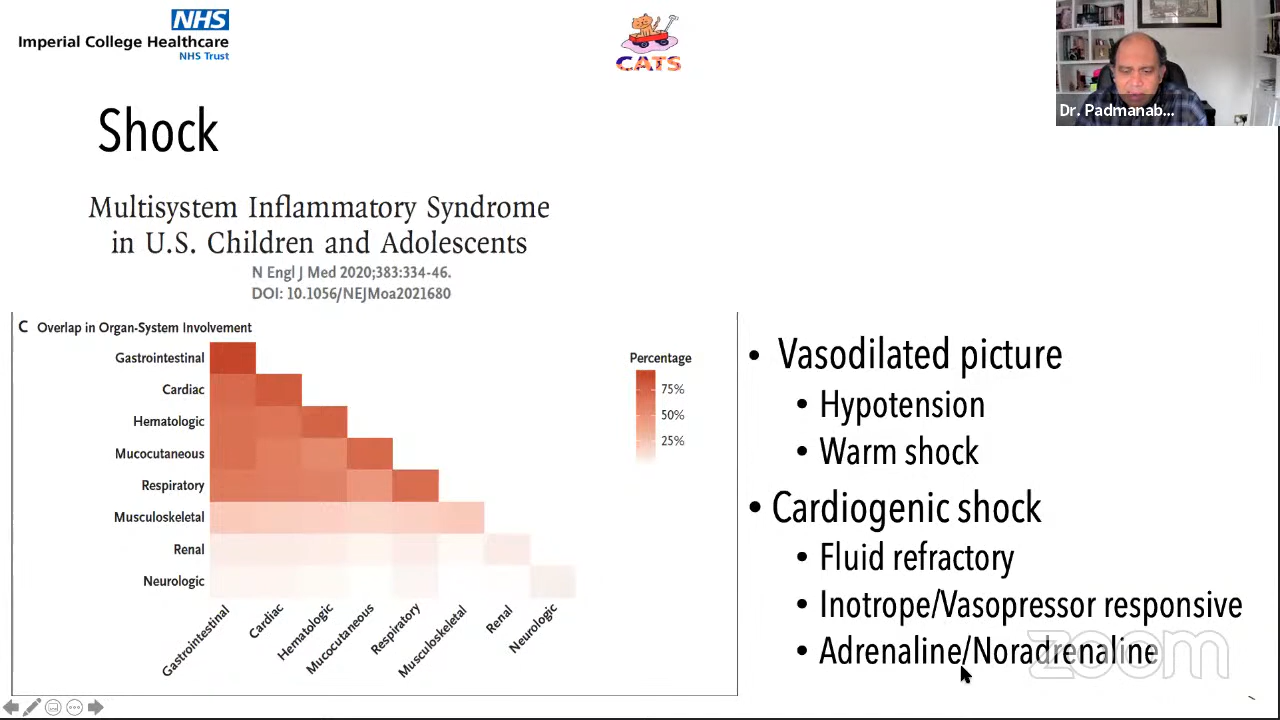 NHS
Imperial College Healthcare
NHS Trust
CATS
Dr. Padmanab...
Shock
Multisystem Inflammatory Syndrome
in U.S. Children and Adolescents
N Engl J Med 2020;383:334-46.
DOI: 10.1056/NEJMoa2021680
C Overlap in Organ-System Involvement
Gastrointestinal
Cardiac
Hematologic
Mucocutaneous
Respiratory
Musculoskeletal
Renal
Neurologic
Gastrointestinal
Cardiac
Hematologic
Mucocutaneous
Respiratory
Musculoskeletal
Renal
Neurologic
Percentage
75%
50%
25%
• Vasodilated picture
• Hypotension
• Warm shock
• Cardiogenic shock
• Fluid refractory
• Inotrope/Vasopressor responsive
• Adrenaline/Noradrenaline
zoom